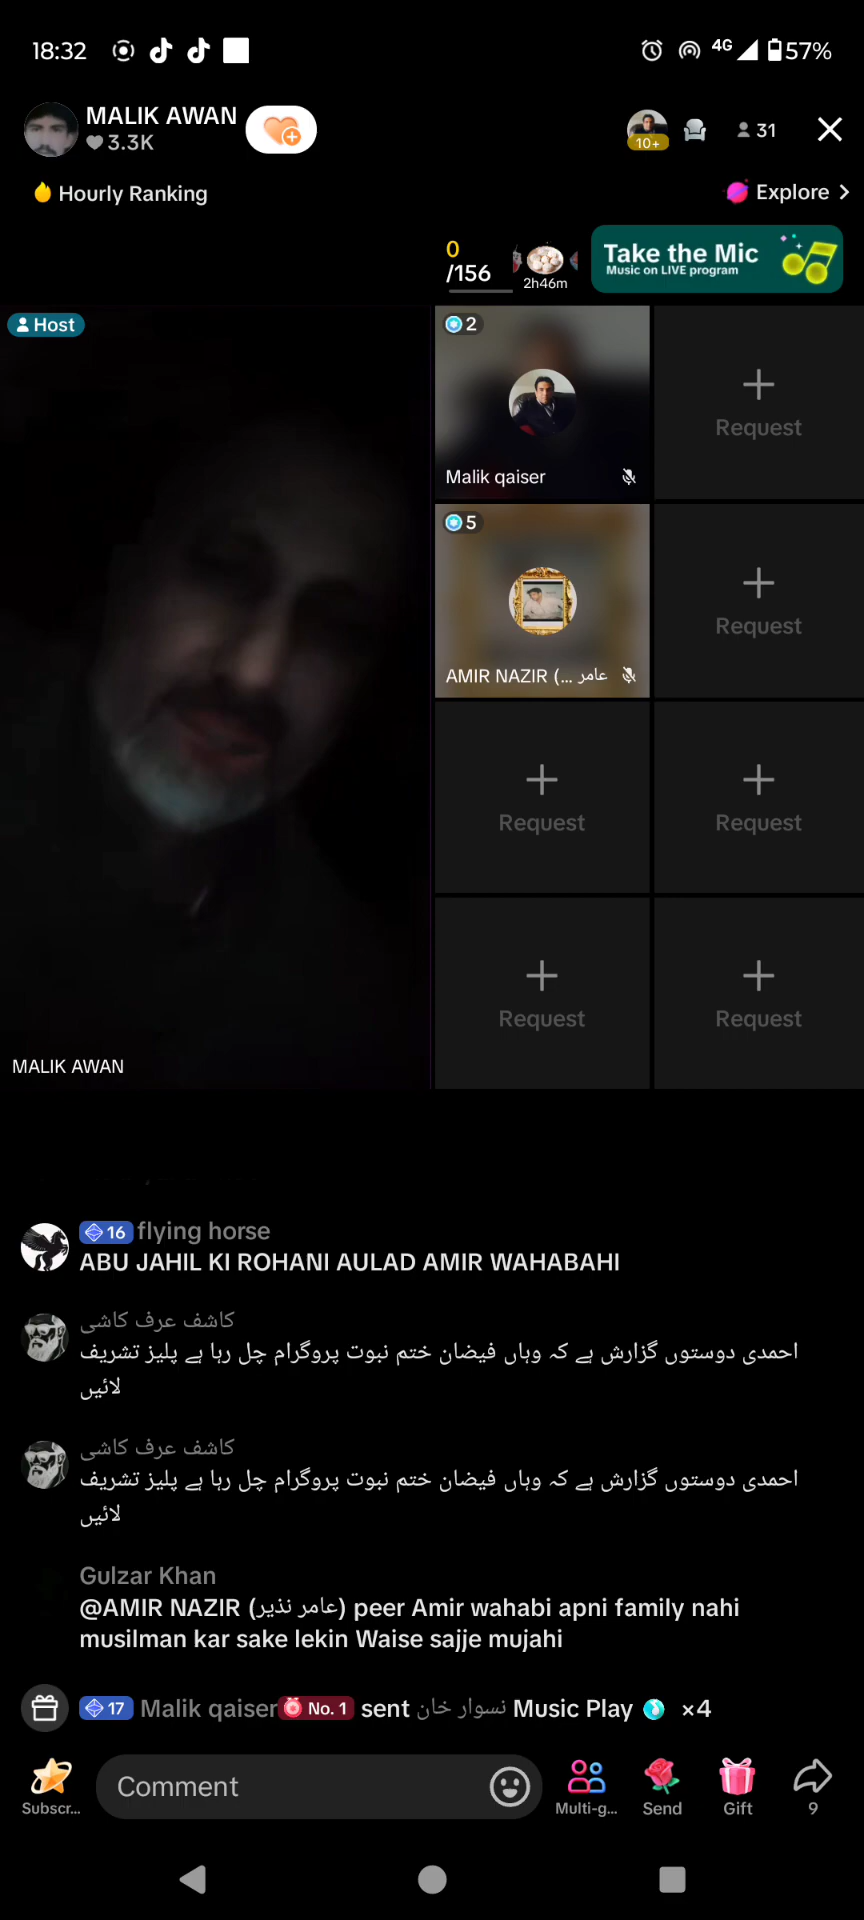 18:32
4G
57%
MALIK AWAN
3.3K
10+
31
Hourly Ranking
Explore
0
/156
2h46m
Take the Mic
Music on LIVE program
Host
2
Malik qaiser
Request
5
AMIR NAZIR (... عامر
Request
Request
Request
Request
Request
MALIK AWAN
16 flying horse
ABU JAHIL KI ROHANI AULAD AMIR WAHABAHI
کاشف عرف کاشی
احمدی دوستوں گزارش ہے کہ وہاں فیضان ختم نبوت پروگرام چل رہا ہے پلیز تشریف
لائیں
کاشف عرف کاشی
احمدی دوستوں گزارش ہے کہ وہاں فیضان ختم نبوت پروگرام چل رہا ہے پلیز تشریف
لائیں
Gulzar Khan
@AMIR NAZIR (عامر نذیر) peer Amir wahabi apni family nahi
musilman kar sake lekin Waise sajje mujahi
17 Malik qaiser No. 1 sent نسوار خان Music Play ×4
Comment
Subscr...
Multi-g...
Send
Gift
9